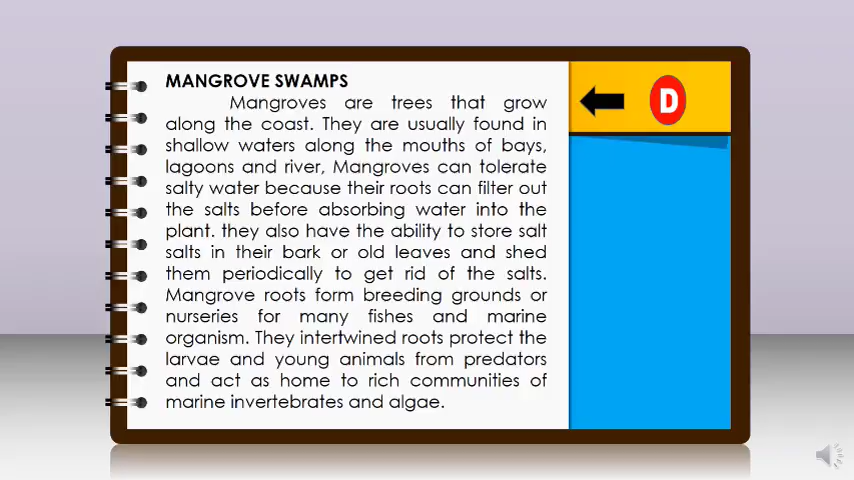 MANGROVE SWAMPS
Mangroves are trees that grow
along the coast. They are usually found in
shallow waters along the mouths of bays,
lagoons and river, Mangroves can tolerate
salty water because their roots can filter out
the salts before absorbing water into the
plant. they also have the ability to store salt
salts in their bark or old leaves and shed
them periodically to get rid of the salts.
Mangrove roots form breeding grounds or
nurseries for many fishes and marine
organism. They intertwined roots protect the
larvae and young animals from predators
and act as home to rich communities of
marine invertebrates and algae.
D